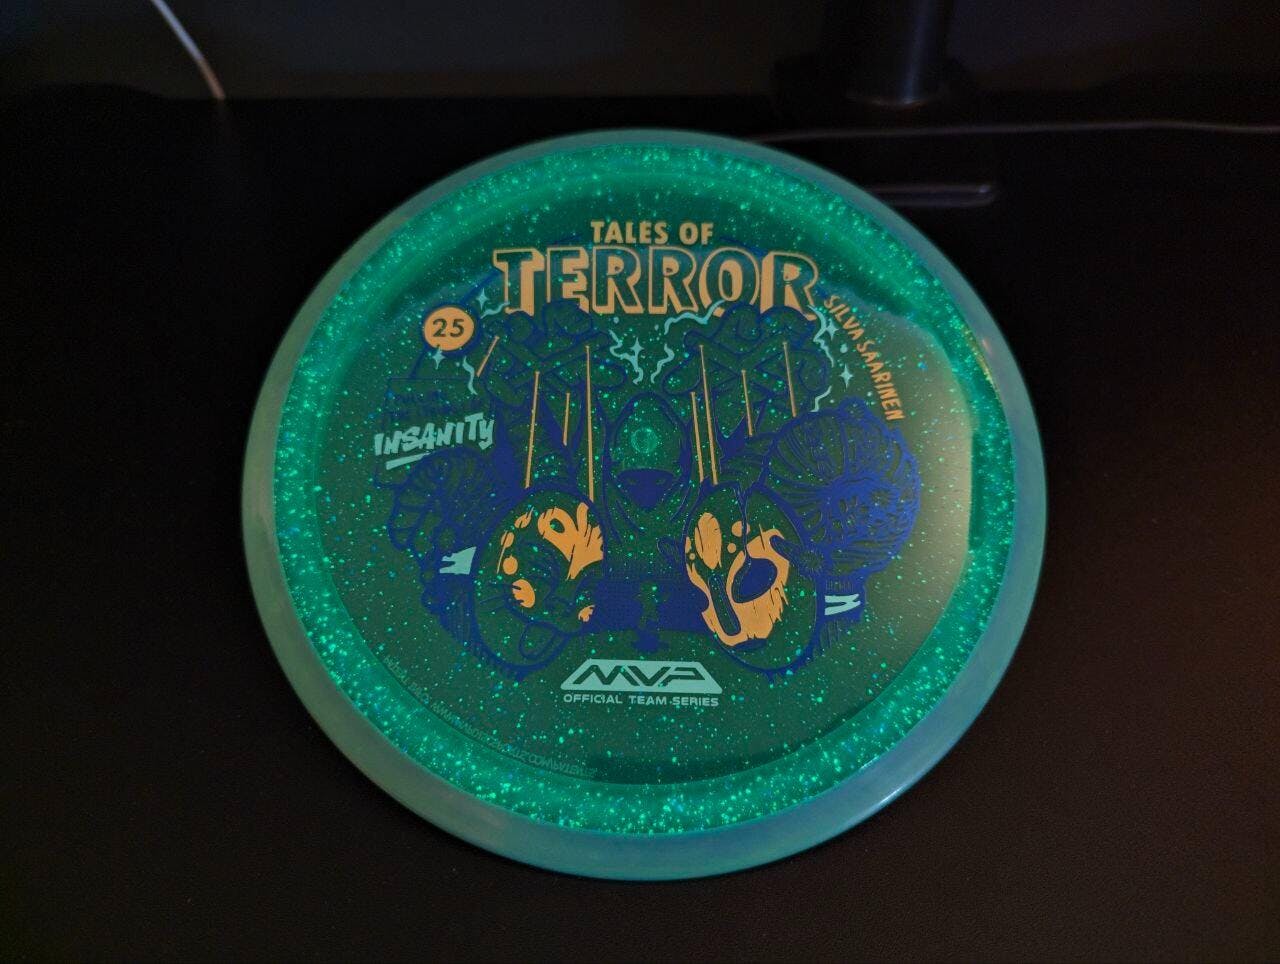 TALES OF
TERROR
SILVA SAARINEN
25
INSANITY
MVP
OFFICIAL TEAM SERIES